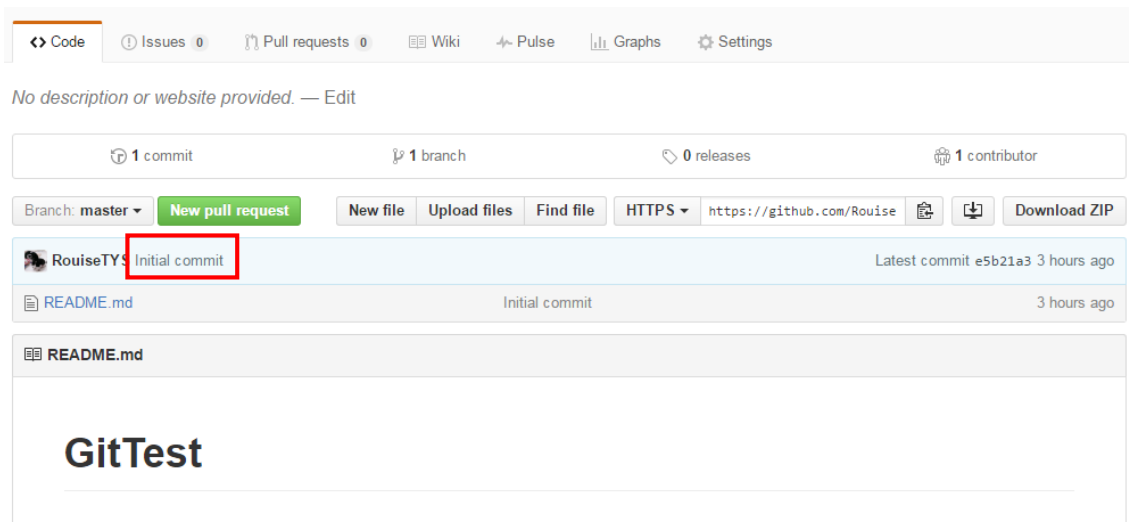 Code Issues 0 Pull requests 0 Wiki Pulse Graphs Settings
No description or website provided. — Edit
1 commit 1 branch 0 releases 1 contributor
Branch: master New pull request New file Upload files Find file HTTPS https://github.com/Rouise Download ZIP
RouiseTYS Initial commit Latest commit e5b21a3 3 hours ago
README.md Initial commit 3 hours ago
README.md
GitTest